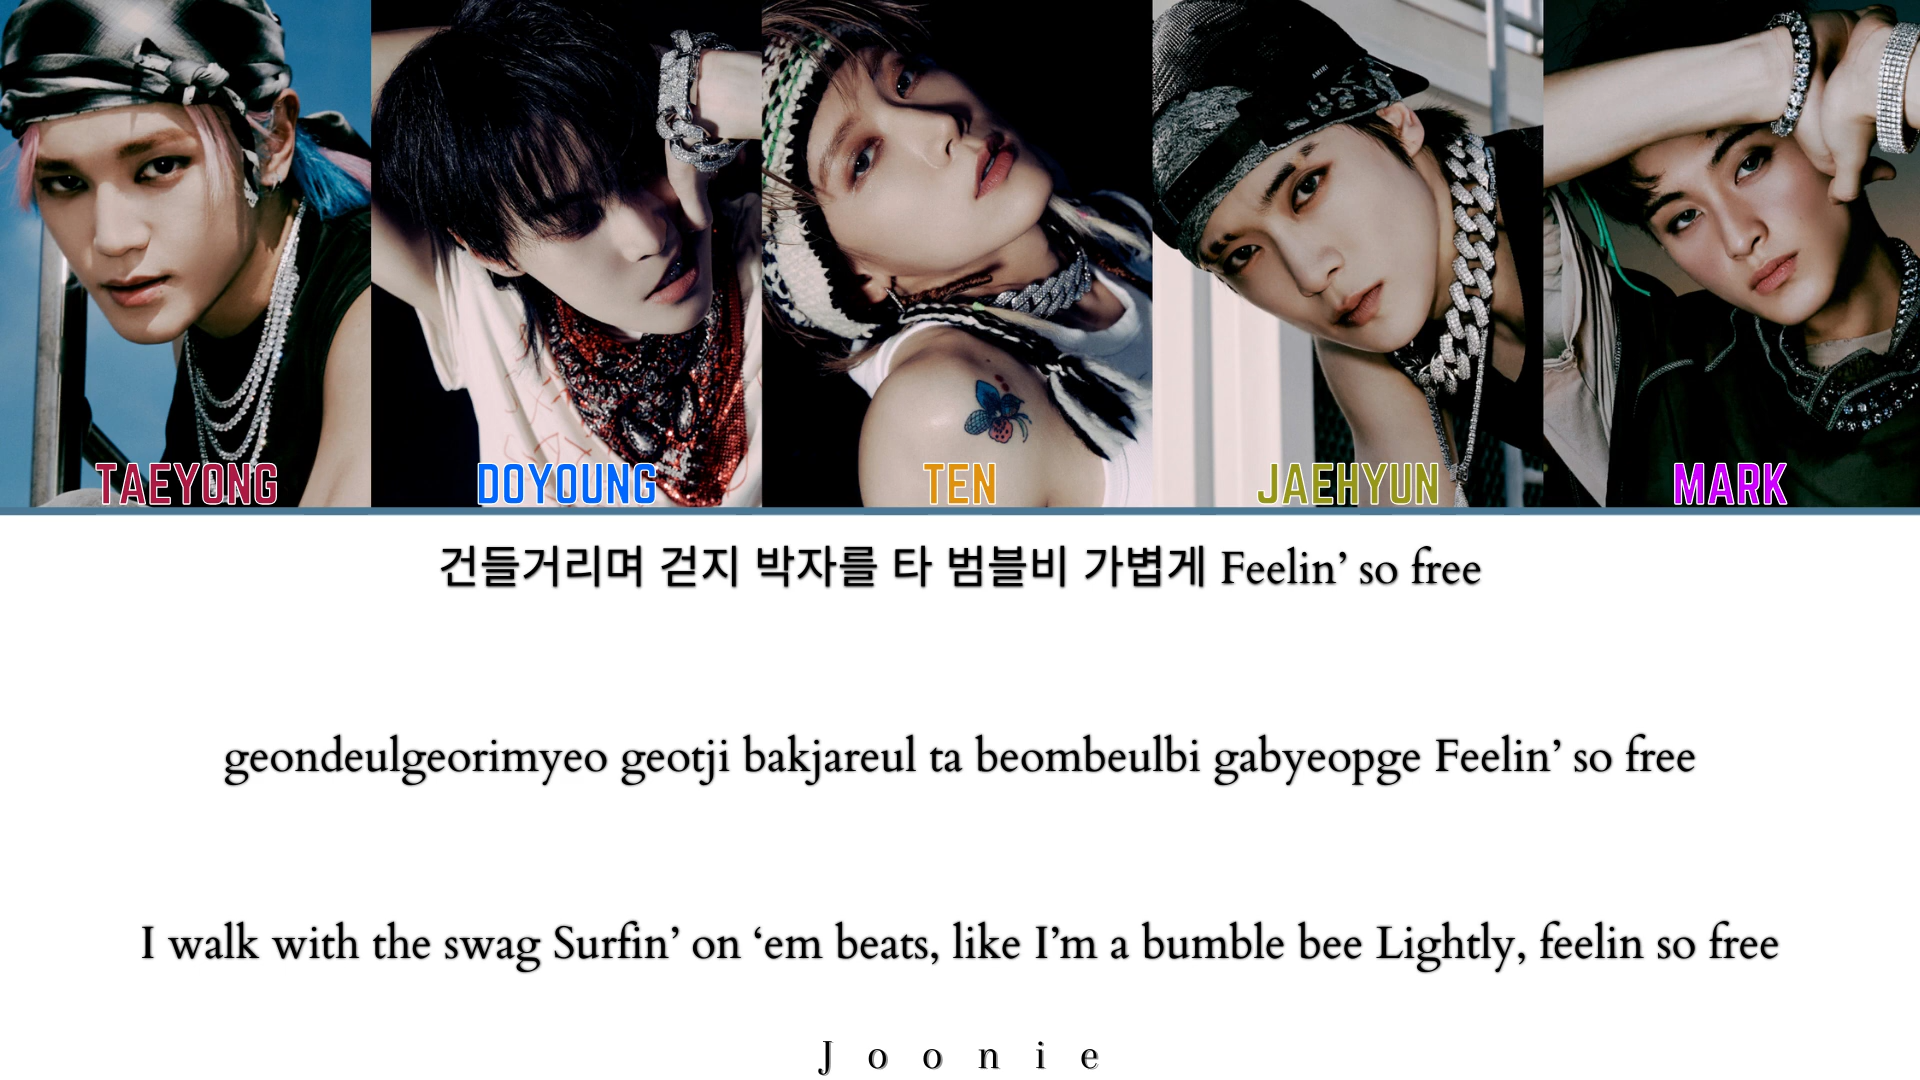 AMIRI
TAEYONG
DOYOUNG
TEN
JAEHYUN
MARK
건들거리며 걷지 박자를 타 범블비 가볍게 Feelin’ so free
geondeulgeorimyeo geotji bakjareul ta beombeulbi gabyeopge Feelin’ so free
I walk with the swag Surfin’ on ‘em beats, like I’m a bumble bee Lightly, feelin so free
Joonie